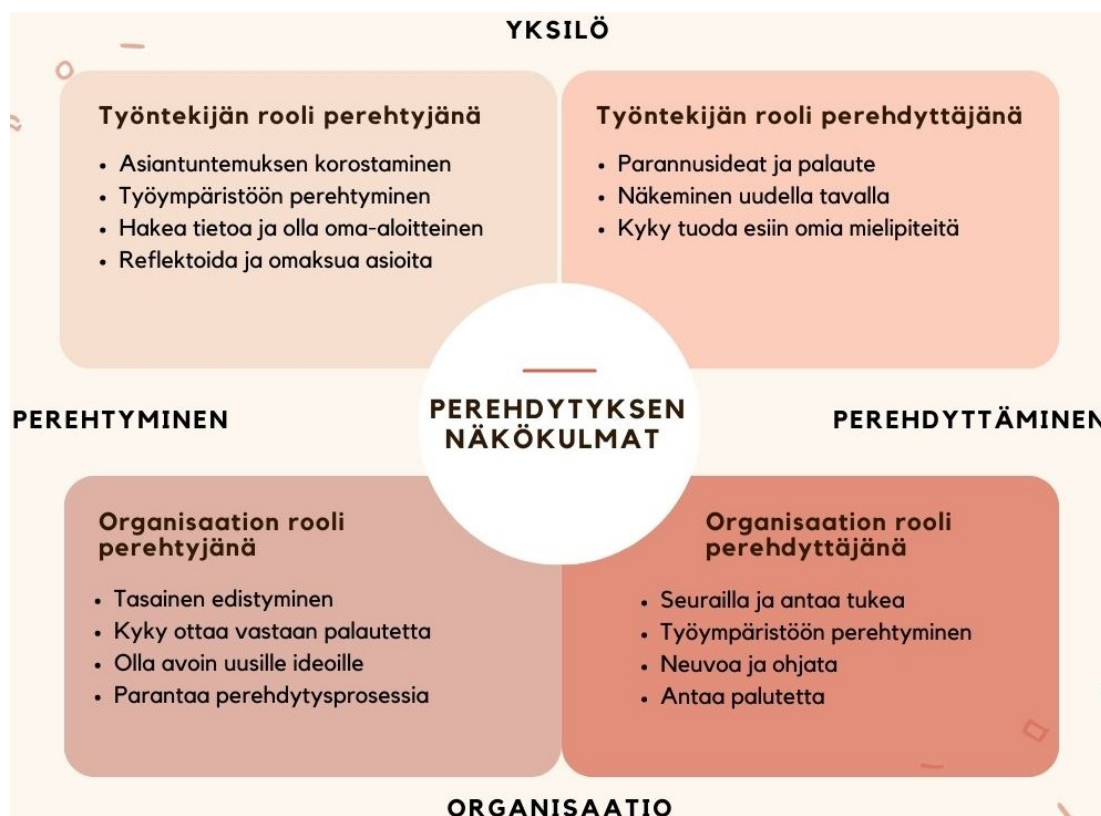 YKSILÖ
Työntekijän rooli perehtyjänä
• Asiantuntemuksen korostaminen
• Työympäristöön perehtyminen
• Hakea tietoa ja olla oma-aloitteinen
• Reflektoida ja omaksua asioita
Työntekijän rooli perehdyttäjänä
• Parannusideat ja palaute
• Näkeminen uudella tavalla
• Kyky tuoda esiin omia mielipiteitä
PEREHTYMINEN
PEREHDYTYKSEN
NÄKÖKULMAT
PEREHDYTTÄMINEN
Organisaation rooli
perehtyjänä
• Tasainen edistyminen
• Kyky ottaa vastaan palautetta
• Olla avoin uusille ideoille
• Parantaa perehdytysprosessia
Organisaation rooli
perehdyttäjänä
• Seurailla ja antaa tukea
• Työympäristöön perehtyminen
• Neuvoa ja ohjata
• Antaa palutetta
ORGANISAATIO